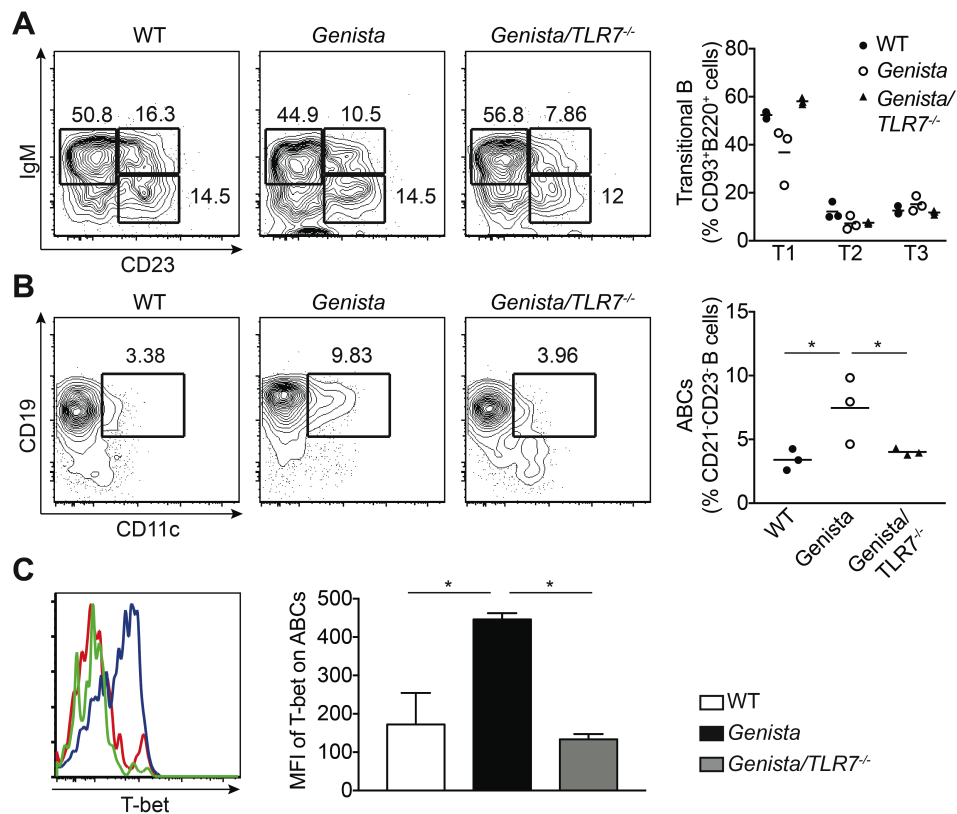 A
WT
Genista
Genista/TLR7-/-
50.8
16.3
14.5
44.9
10.5
14.5
56.8
7.86
12
IgM
CD23
Transitional B
(% CD93+B220+ cells)
80
60
40
20
0
T1
T2
T3
WT
Genista
Genista/
TLR7-/-
B
WT
Genista
Genista/TLR7-/-
3.38
9.83
3.96
CD19
CD11c
ABCs
(% CD21-CD23- B cells)
15
10
5
0
*
*
WT
Genista
Genista/
TLR7-/-
C
T-bet
MFI of T-bet on ABCs
500
400
300
200
100
0
*
*
WT
Genista
Genista/TLR7-/-